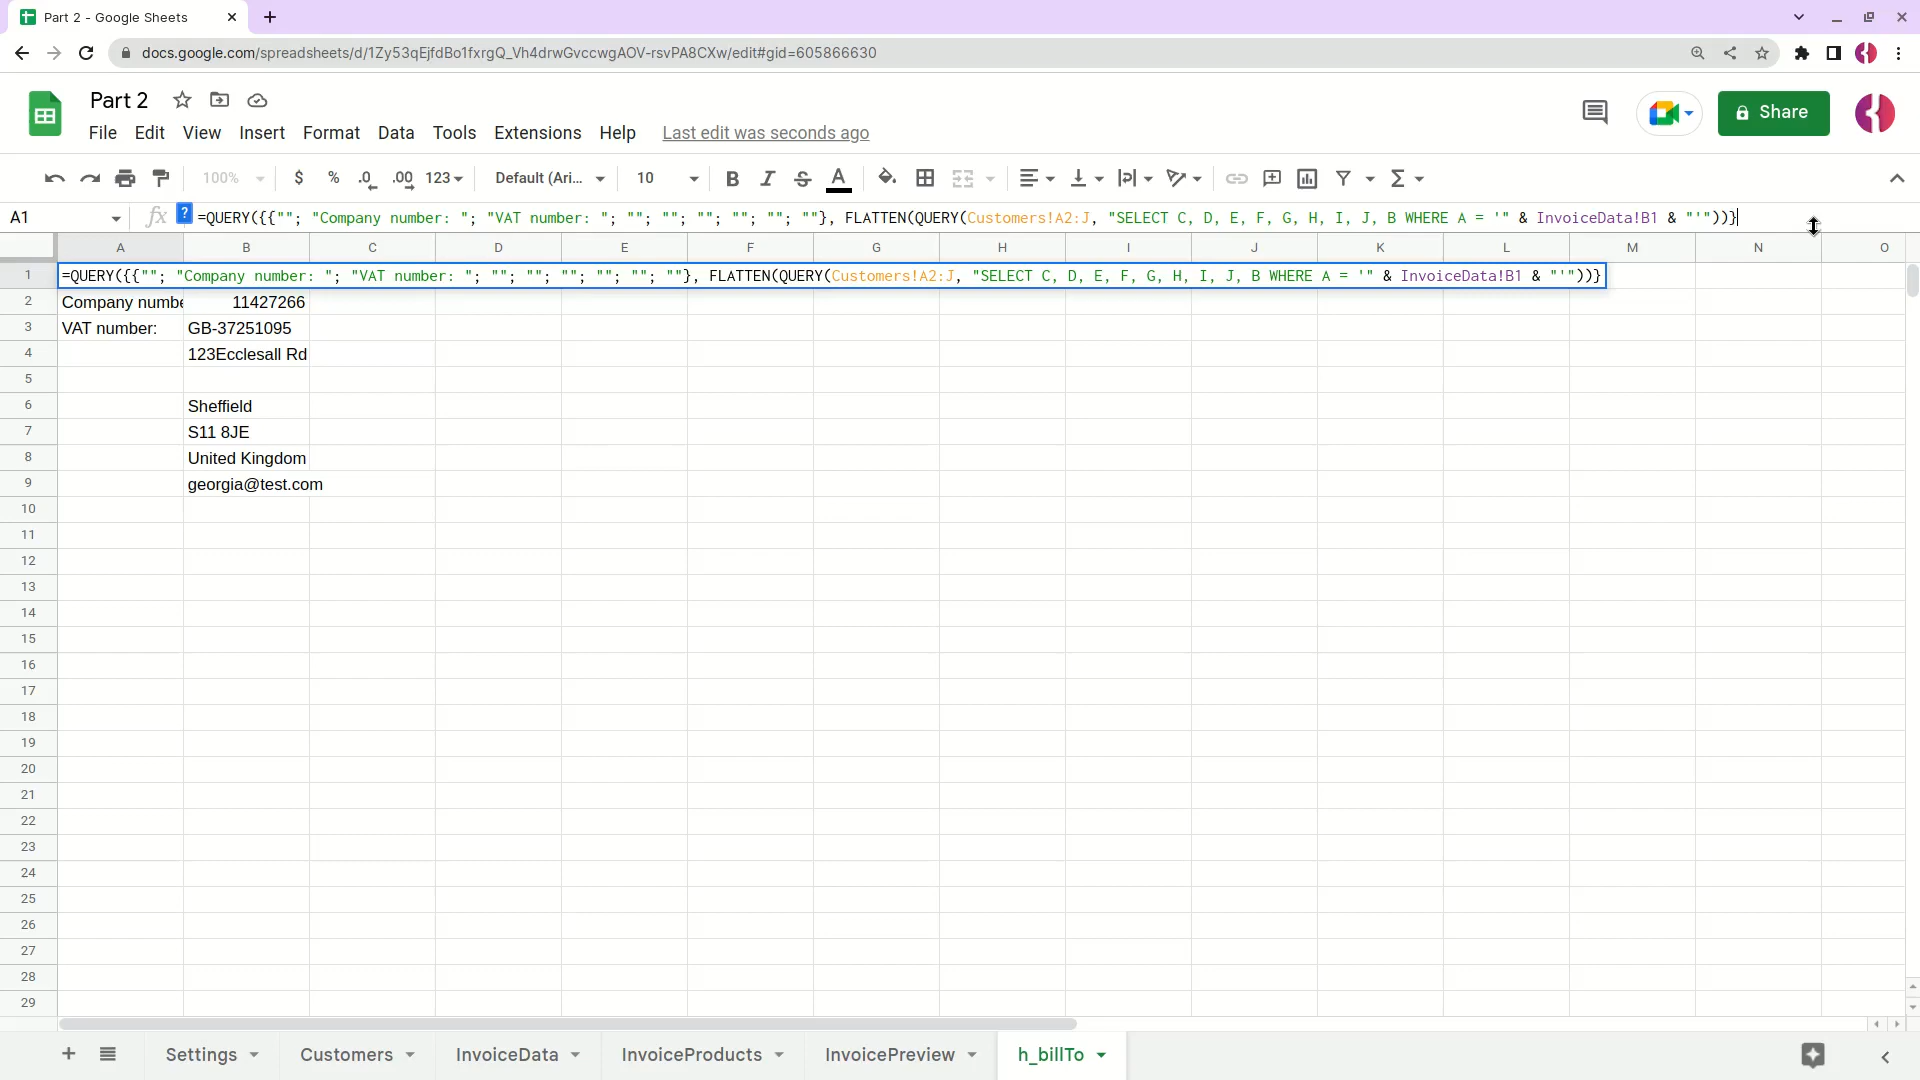 Part 2 - Google Sheets
docs.google.com/spreadsheets/d/1Zy53qEjfdBo1fxrgQ_Vh4drwGvccwgAOV-rsvPA8CXw/edit#gid=605866630
Part 2
File Edit View Insert Format Data Tools Extensions Help Last edit was seconds ago
Share
100% $ % .0 .00 123 Default (Ari... 10 B I S A
A1 fx ? =QUERY({{""; "Company number: "; "VAT number: "; ""; ""; ""; ""; ""; ""}, FLATTEN(QUERY(Customers!A2:J, "SELECT C, D, E, F, G, H, I, J, B WHERE A = '" & InvoiceData!B1 & "'"))}
A B C D E F G H I J K L M N O
1 =QUERY({{""; "Company number: "; "VAT number: "; ""; ""; ""; ""; ""; ""}, FLATTEN(QUERY(Customers!A2:J, "SELECT C, D, E, F, G, H, I, J, B WHERE A = '" & InvoiceData!B1 & "'"))}
2 Company numbe 11427266
3 VAT number: GB-37251095
4 123Ecclesall Rd
5
6 Sheffield
7 S11 8JE
8 United Kingdom
9 georgia@test.com
10
11
12
13
14
15
16
17
18
19
20
21
22
23
24
25
26
27
28
29
Settings Customers InvoiceData InvoiceProducts InvoicePreview h_billTo